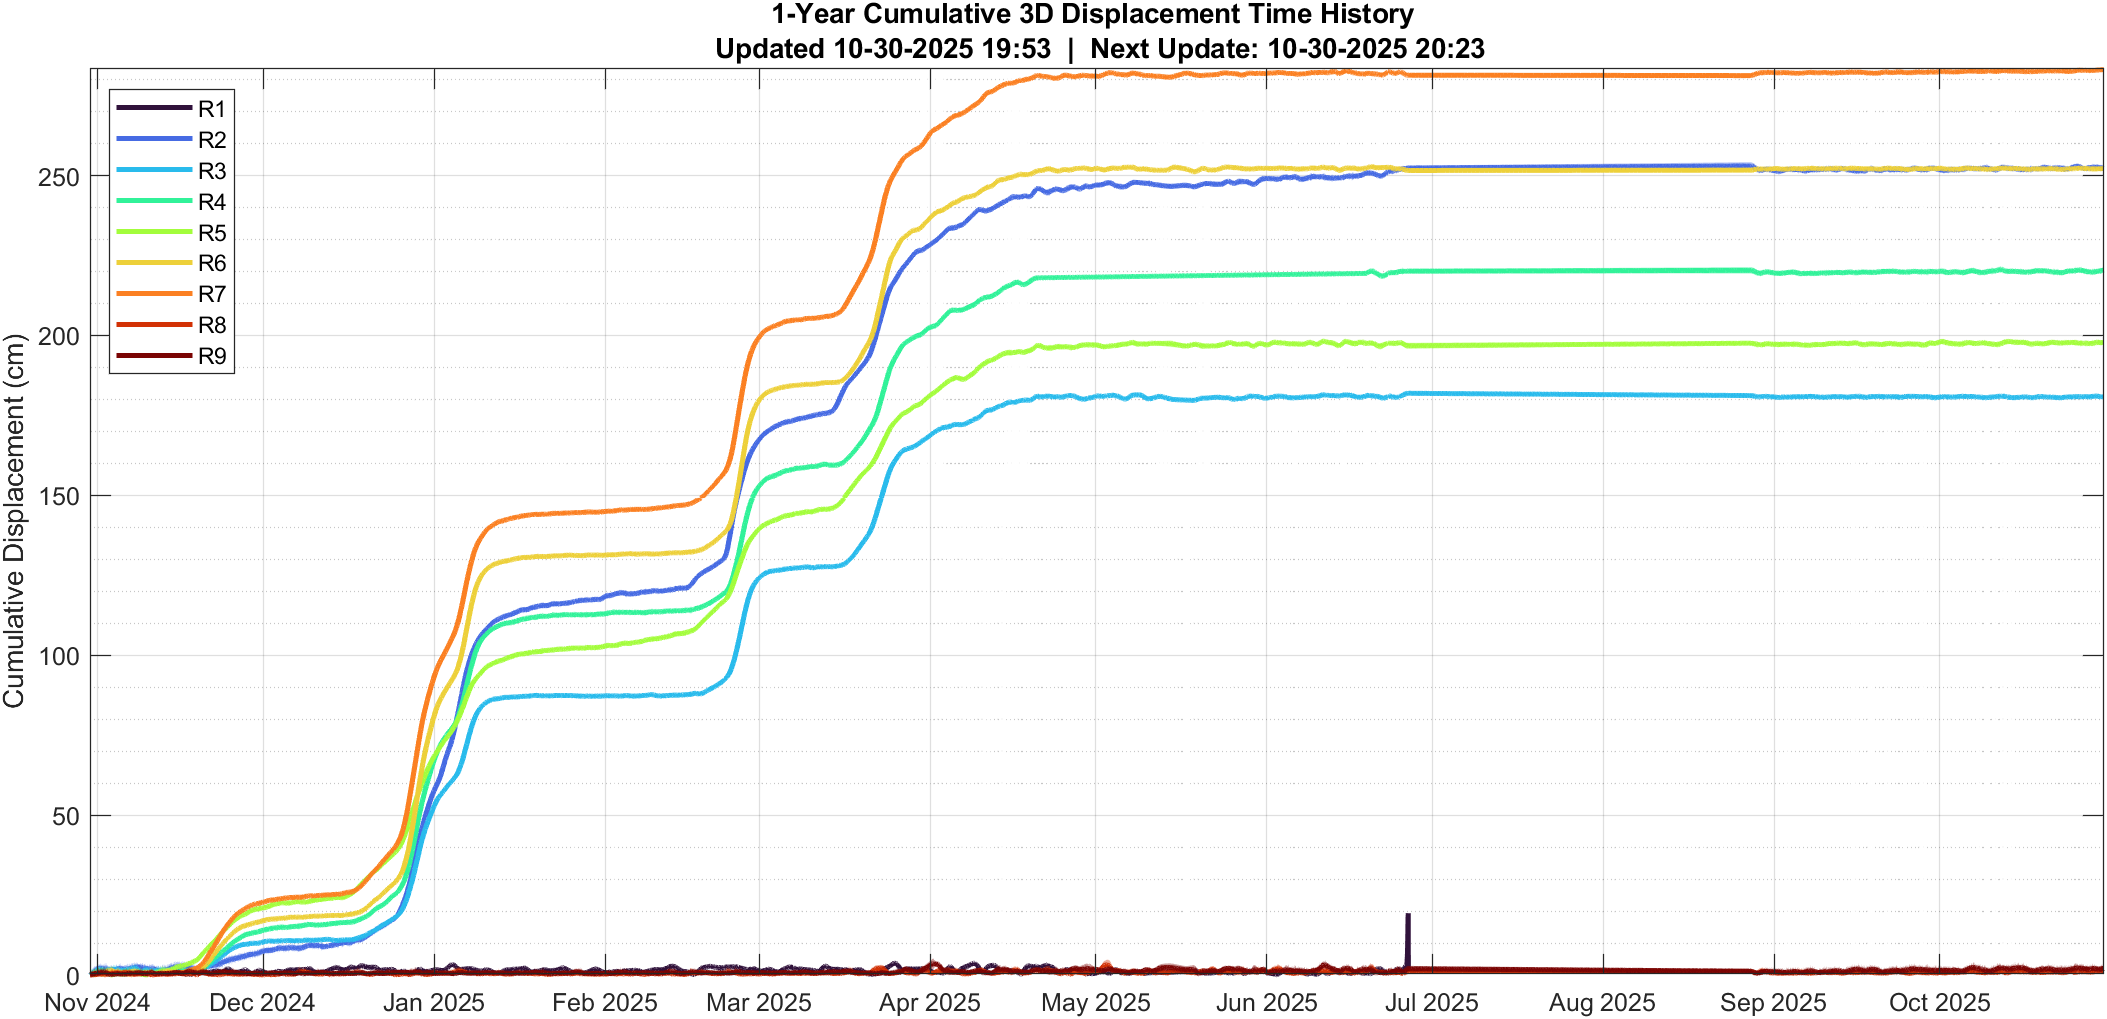 1-Year Cumulative 3D Displacement Time History
Updated 10-30-2025 19:53 | Next Update: 10-30-2025 20:23
R1
R2
R3
R4
R5
R6
R7
R8
R9
Cumulative Displacement (cm)
250
200
150
100
50
0
Nov 2024 Dec 2024 Jan 2025 Feb 2025 Mar 2025 Apr 2025 May 2025 Jun 2025 Jul 2025 Aug 2025 Sep 2025 Oct 2025